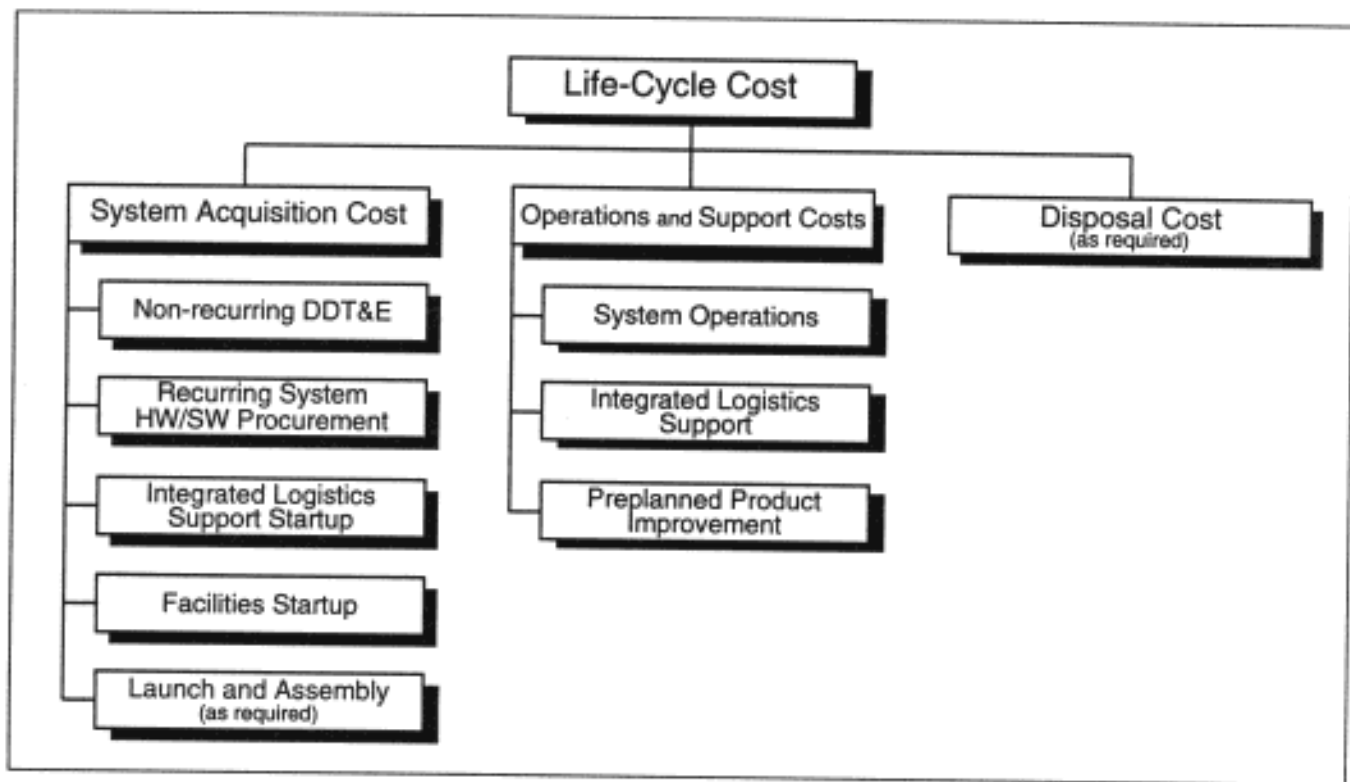 Life-Cycle Cost
System Acquisition Cost
Non-recurring DDT&E
Recurring System
HW/SW Procurement
Integrated Logistics
Support Startup
Facilities Startup
Launch and Assembly
(as required)
Operations and Support Costs
System Operations
Integrated Logistics
Support
Preplanned Product
Improvement
Disposal Cost
(as required)